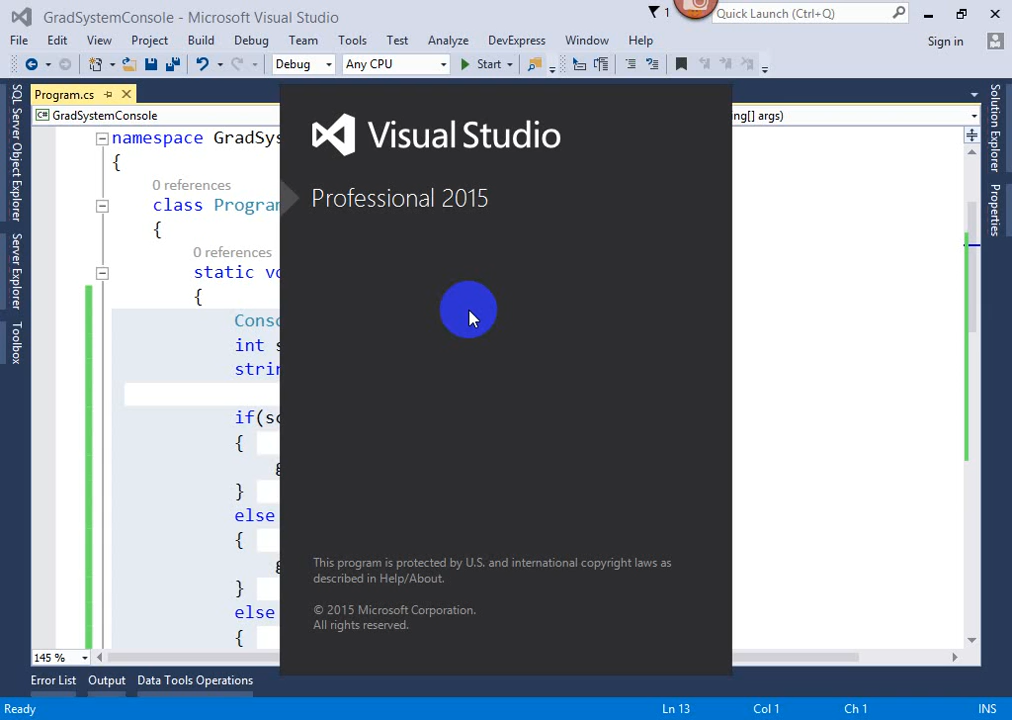 GradSystemConsole - Microsoft Visual Studio
1
Quick Launch (Ctrl+Q)
File Edit View Project Build Debug Team Tools Test Analyze DevExpress Window Help
Sign in
Debug Any CPU Start
Program.cs
GradSystemConsole
ng[] args)
namespace GradSys
{
0 references
class Program
{
0 references
static vo
{
Conso
int s
strin
if(sc
{
g
}
else
{
g
}
else
{
Visual Studio
Professional 2015
This program is protected by U.S. and international copyright laws as
described in Help/About.
© 2015 Microsoft Corporation.
All rights reserved.
SQL Server Object Explorer
Server Explorer
Toolbox
Solution Explorer
Properties
145 %
Error List Output Data Tools Operations
Ready Ln 13 Col 1 Ch 1 INS